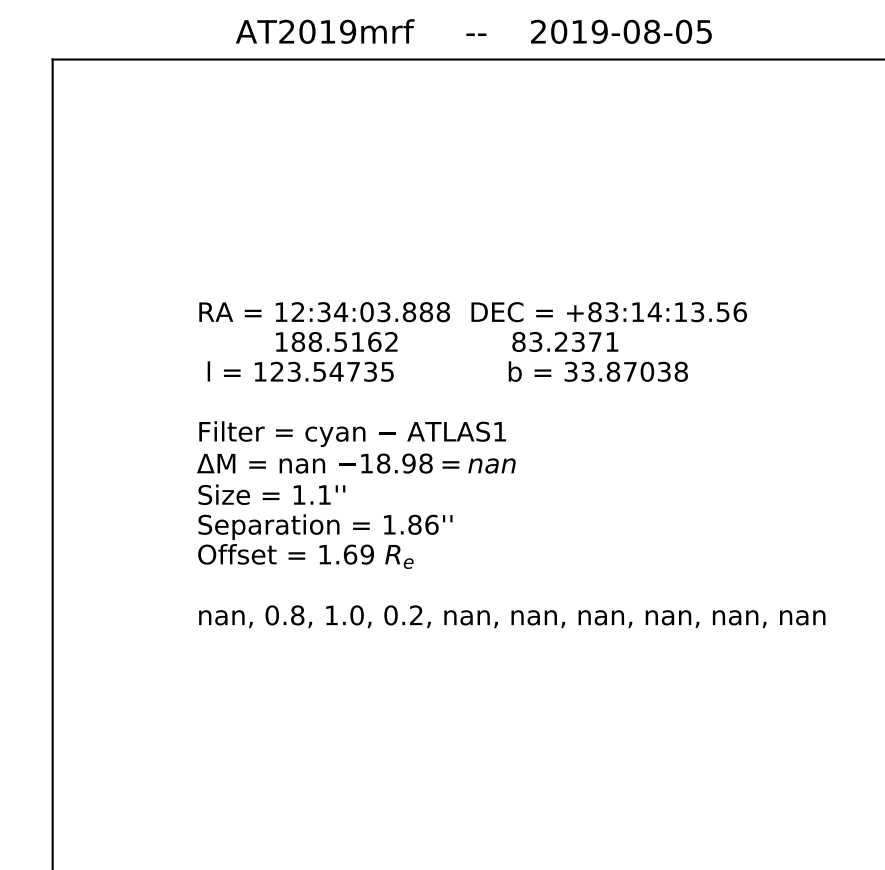 AT2019mrf -- 2019-08-05
RA = 12:34:03.888 DEC = +83:14:13.56
188.5162 83.2371
l = 123.54735 b = 33.87038
Filter = cyan − ATLAS1
ΔM = nan −18.98 = nan
Size = 1.1''
Separation = 1.86''
Offset = 1.69 Re
nan, 0.8, 1.0, 0.2, nan, nan, nan, nan, nan, nan